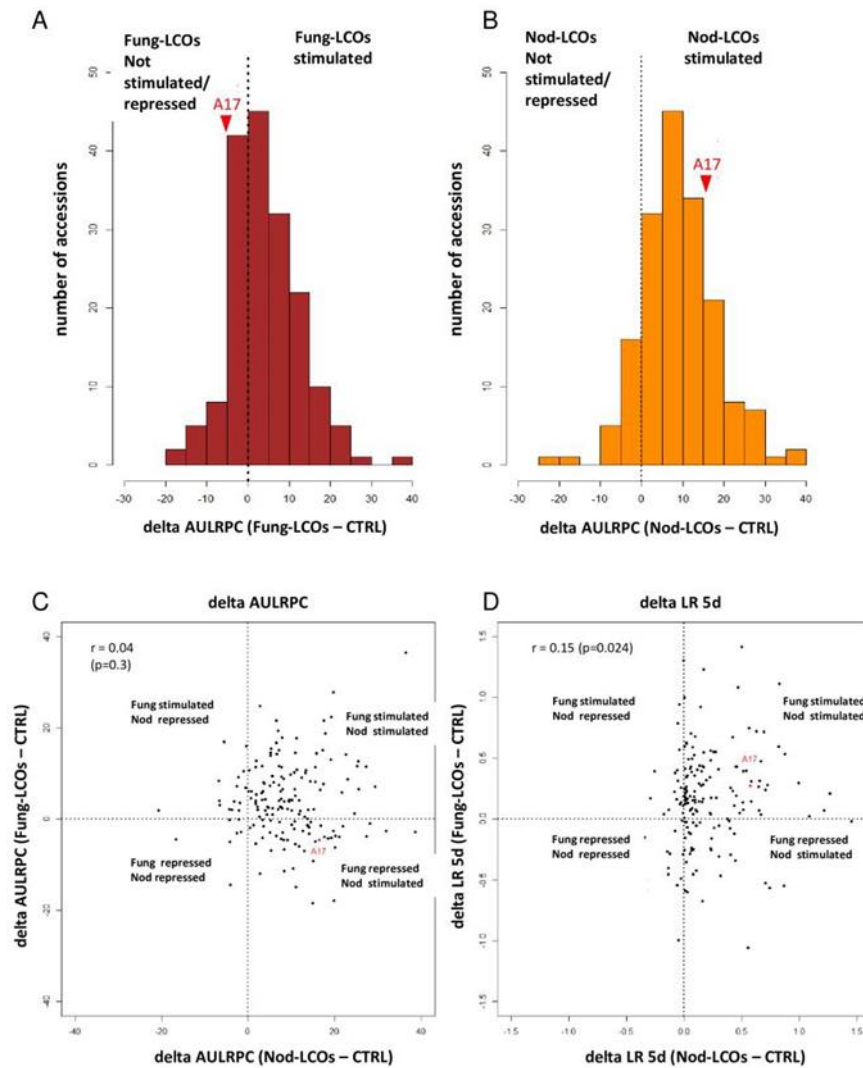 A
Fung-LCOs
Not
stimulated/
repressed
Fung-LCOs
stimulated
A17
number of accessions
50
40
30
20
10
0
-30
-20
-10
0
10
20
30
40
delta AULRPC (Fung-LCOs – CTRL)
B
Nod-LCOs
Not
stimulated/
repressed
Nod-LCOs
stimulated
A17
number of accessions
50
40
30
20
10
0
-30
-20
-10
0
10
20
30
40
delta AULRPC (Nod-LCOs – CTRL)
C
delta AULRPC
r = 0.04
(p=0.3)
Fung stimulated
Nod repressed
Fung stimulated
Nod stimulated
Fung repressed
Nod repressed
A17
Fung repressed
Nod stimulated
delta AULRPC (Fung-LCOs – CTRL)
40
20
0
-20
-40
-40
-20
0
20
40
delta AULRPC (Nod-LCOs – CTRL)
D
delta LR 5d
r = 0.15 (p=0.024)
Fung stimulated
Nod repressed
Fung stimulated
Nod stimulated
A17
Fung repressed
Nod repressed
Fung repressed
Nod stimulated
delta LR 5d (Fung-LCOs – CTRL)
1.5
1.0
0.5
0.0
-0.5
-1.0
-1.5
-1.5
-1.0
-0.5
0.0
0.5
1.0
1.5
delta LR 5d (Nod-LCOs – CTRL)